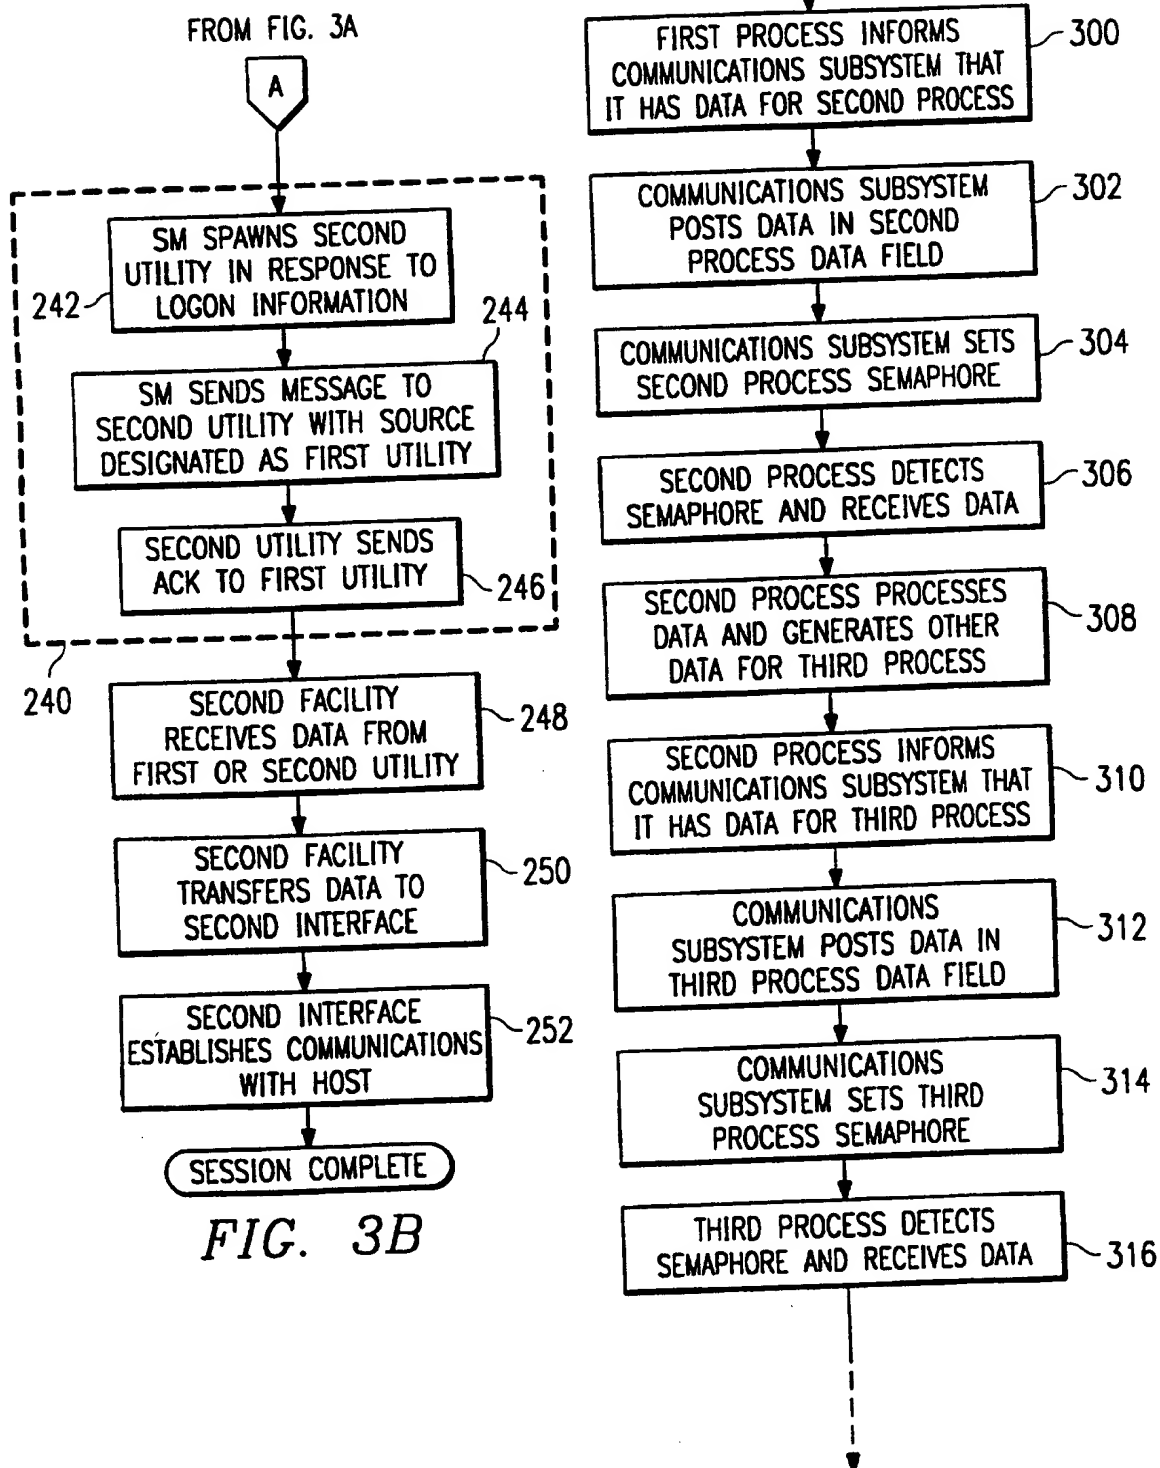 FROM FIG. 3A
A
SM SPAWNS SECOND
UTILITY IN RESPONSE TO
LOGON INFORMATION
242
244
SM SENDS MESSAGE TO
SECOND UTILITY WITH SOURCE
DESIGNATED AS FIRST UTILITY
SECOND UTILITY SENDS
ACK TO FIRST UTILITY
246
240
SECOND FACILITY
RECEIVES DATA FROM
FIRST OR SECOND UTILITY
248
SECOND FACILITY
TRANSFERS DATA TO
SECOND INTERFACE
250
SECOND INTERFACE
ESTABLISHES COMMUNICATIONS
WITH HOST
252
SESSION COMPLETE
FIG. 3B
FIRST PROCESS INFORMS
COMMUNICATIONS SUBSYSTEM THAT
IT HAS DATA FOR SECOND PROCESS
300
COMMUNICATIONS SUBSYSTEM
POSTS DATA IN SECOND
PROCESS DATA FIELD
302
COMMUNICATIONS SUBSYSTEM SETS
SECOND PROCESS SEMAPHORE
304
SECOND PROCESS DETECTS
SEMAPHORE AND RECEIVES DATA
306
SECOND PROCESS PROCESSES
DATA AND GENERATES OTHER
DATA FOR THIRD PROCESS
308
SECOND PROCESS INFORMS
COMMUNICATIONS SUBSYSTEM THAT
IT HAS DATA FOR THIRD PROCESS
310
COMMUNICATIONS
SUBSYSTEM POSTS DATA IN
THIRD PROCESS DATA FIELD
312
COMMUNICATIONS
SUBSYSTEM SETS THIRD
PROCESS SEMAPHORE
314
THIRD PROCESS DETECTS
SEMAPHORE AND RECEIVES DATA
316